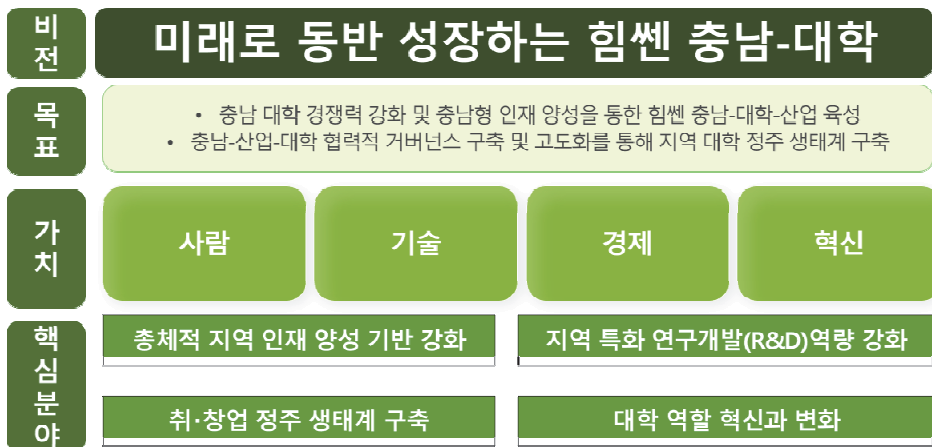 비전
미래로 동반 성장하는 힘쎈 충남-대학
목표
• 충남 대학 경쟁력 강화 및 충남형 인재 양성을 통한 힘쎈 충남-대학-산업 육성
• 충남-산업-대학 협력적 거버넌스 구축 및 고도화를 통해 지역 대학 정주 생태계 구축
가치
사람
기술
경제
혁신
핵심분야
총체적 지역 인재 양성 기반 강화
지역 특화 연구개발(R&D)역량 강화
취·창업 정주 생태계 구축
대학 역할 혁신과 변화